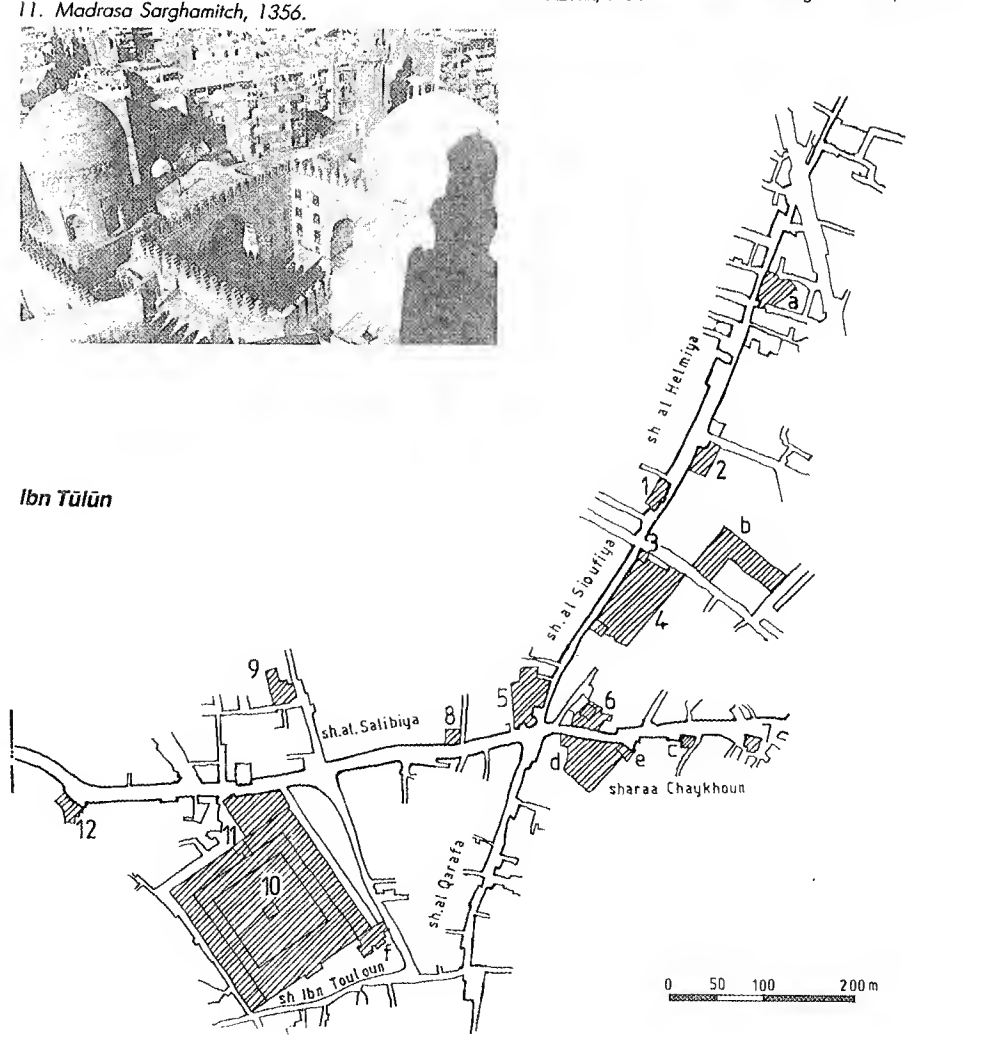 11. Madrasa Sarghamitch, 1356.
a
sh al Helmiya
2
1
Ibn Tūlūn
b
3
sh. al Sioufiya
4
9
5
6
sh.al. Salibiya
8
7
c
d
e
sharaa Chaykhoun
12
11
sh.al Qarafa
10
f
sh Ibn Touloun
0 50 100 200 m